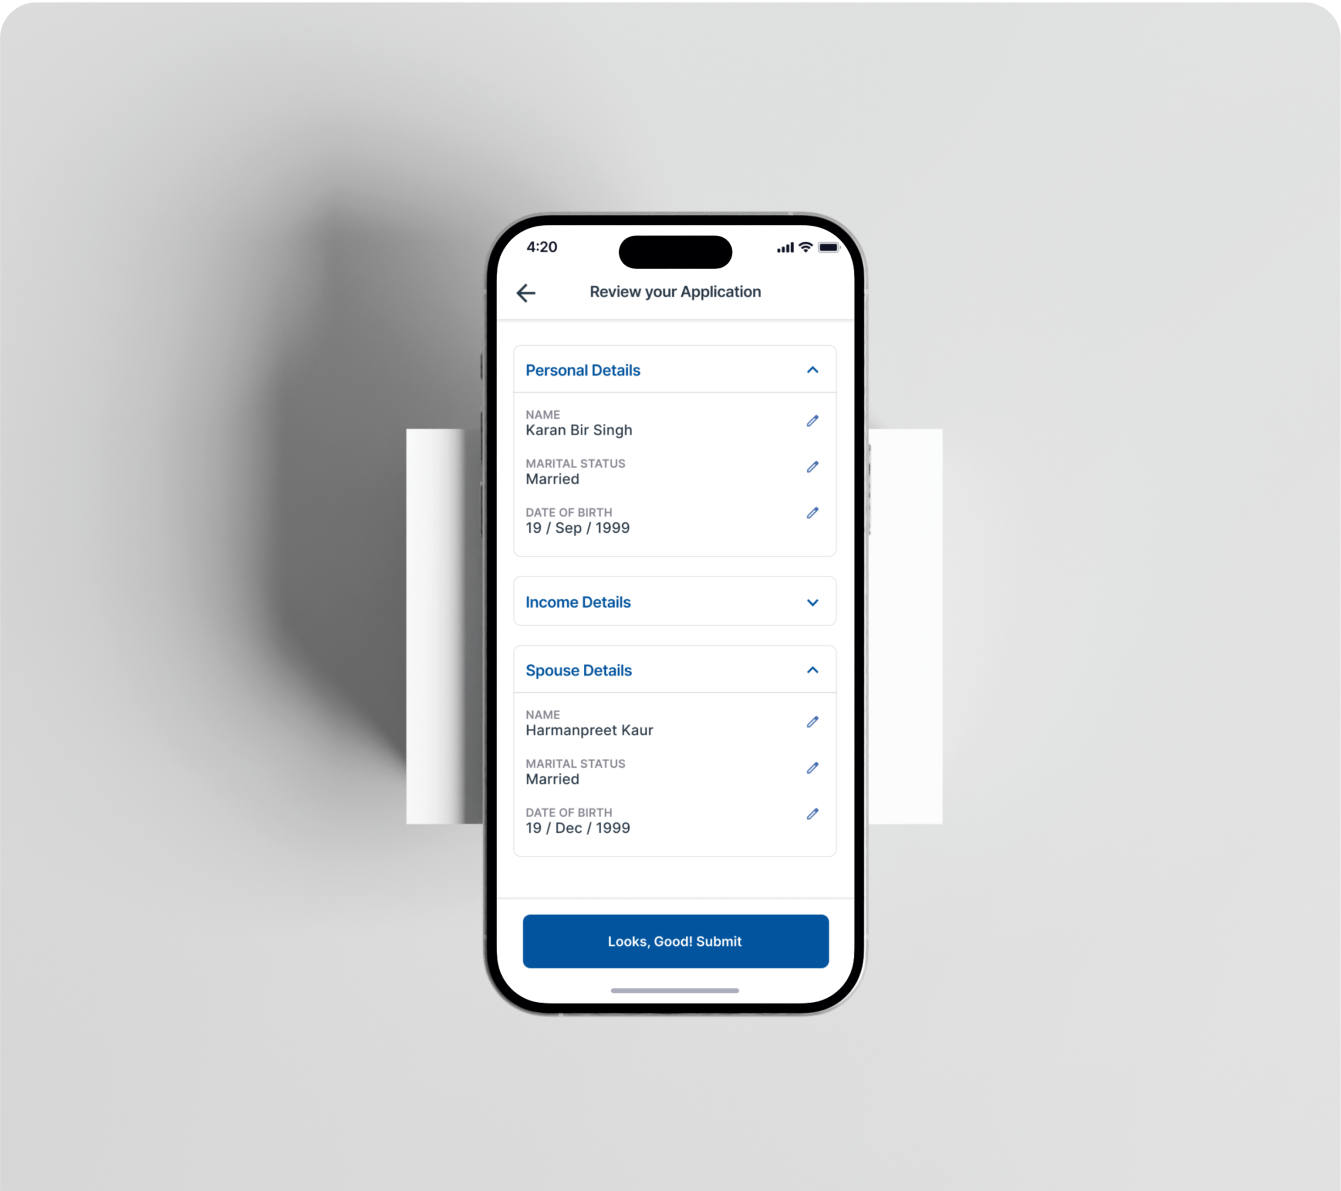 4:20
Review your Application
Personal Details
NAME
Karan Bir Singh
MARITAL STATUS
Married
DATE OF BIRTH
19 / Sep / 1999
Income Details
Spouse Details
NAME
Harmanpreet Kaur
MARITAL STATUS
Married
DATE OF BIRTH
19 / Dec / 1999
Looks, Good! Submit